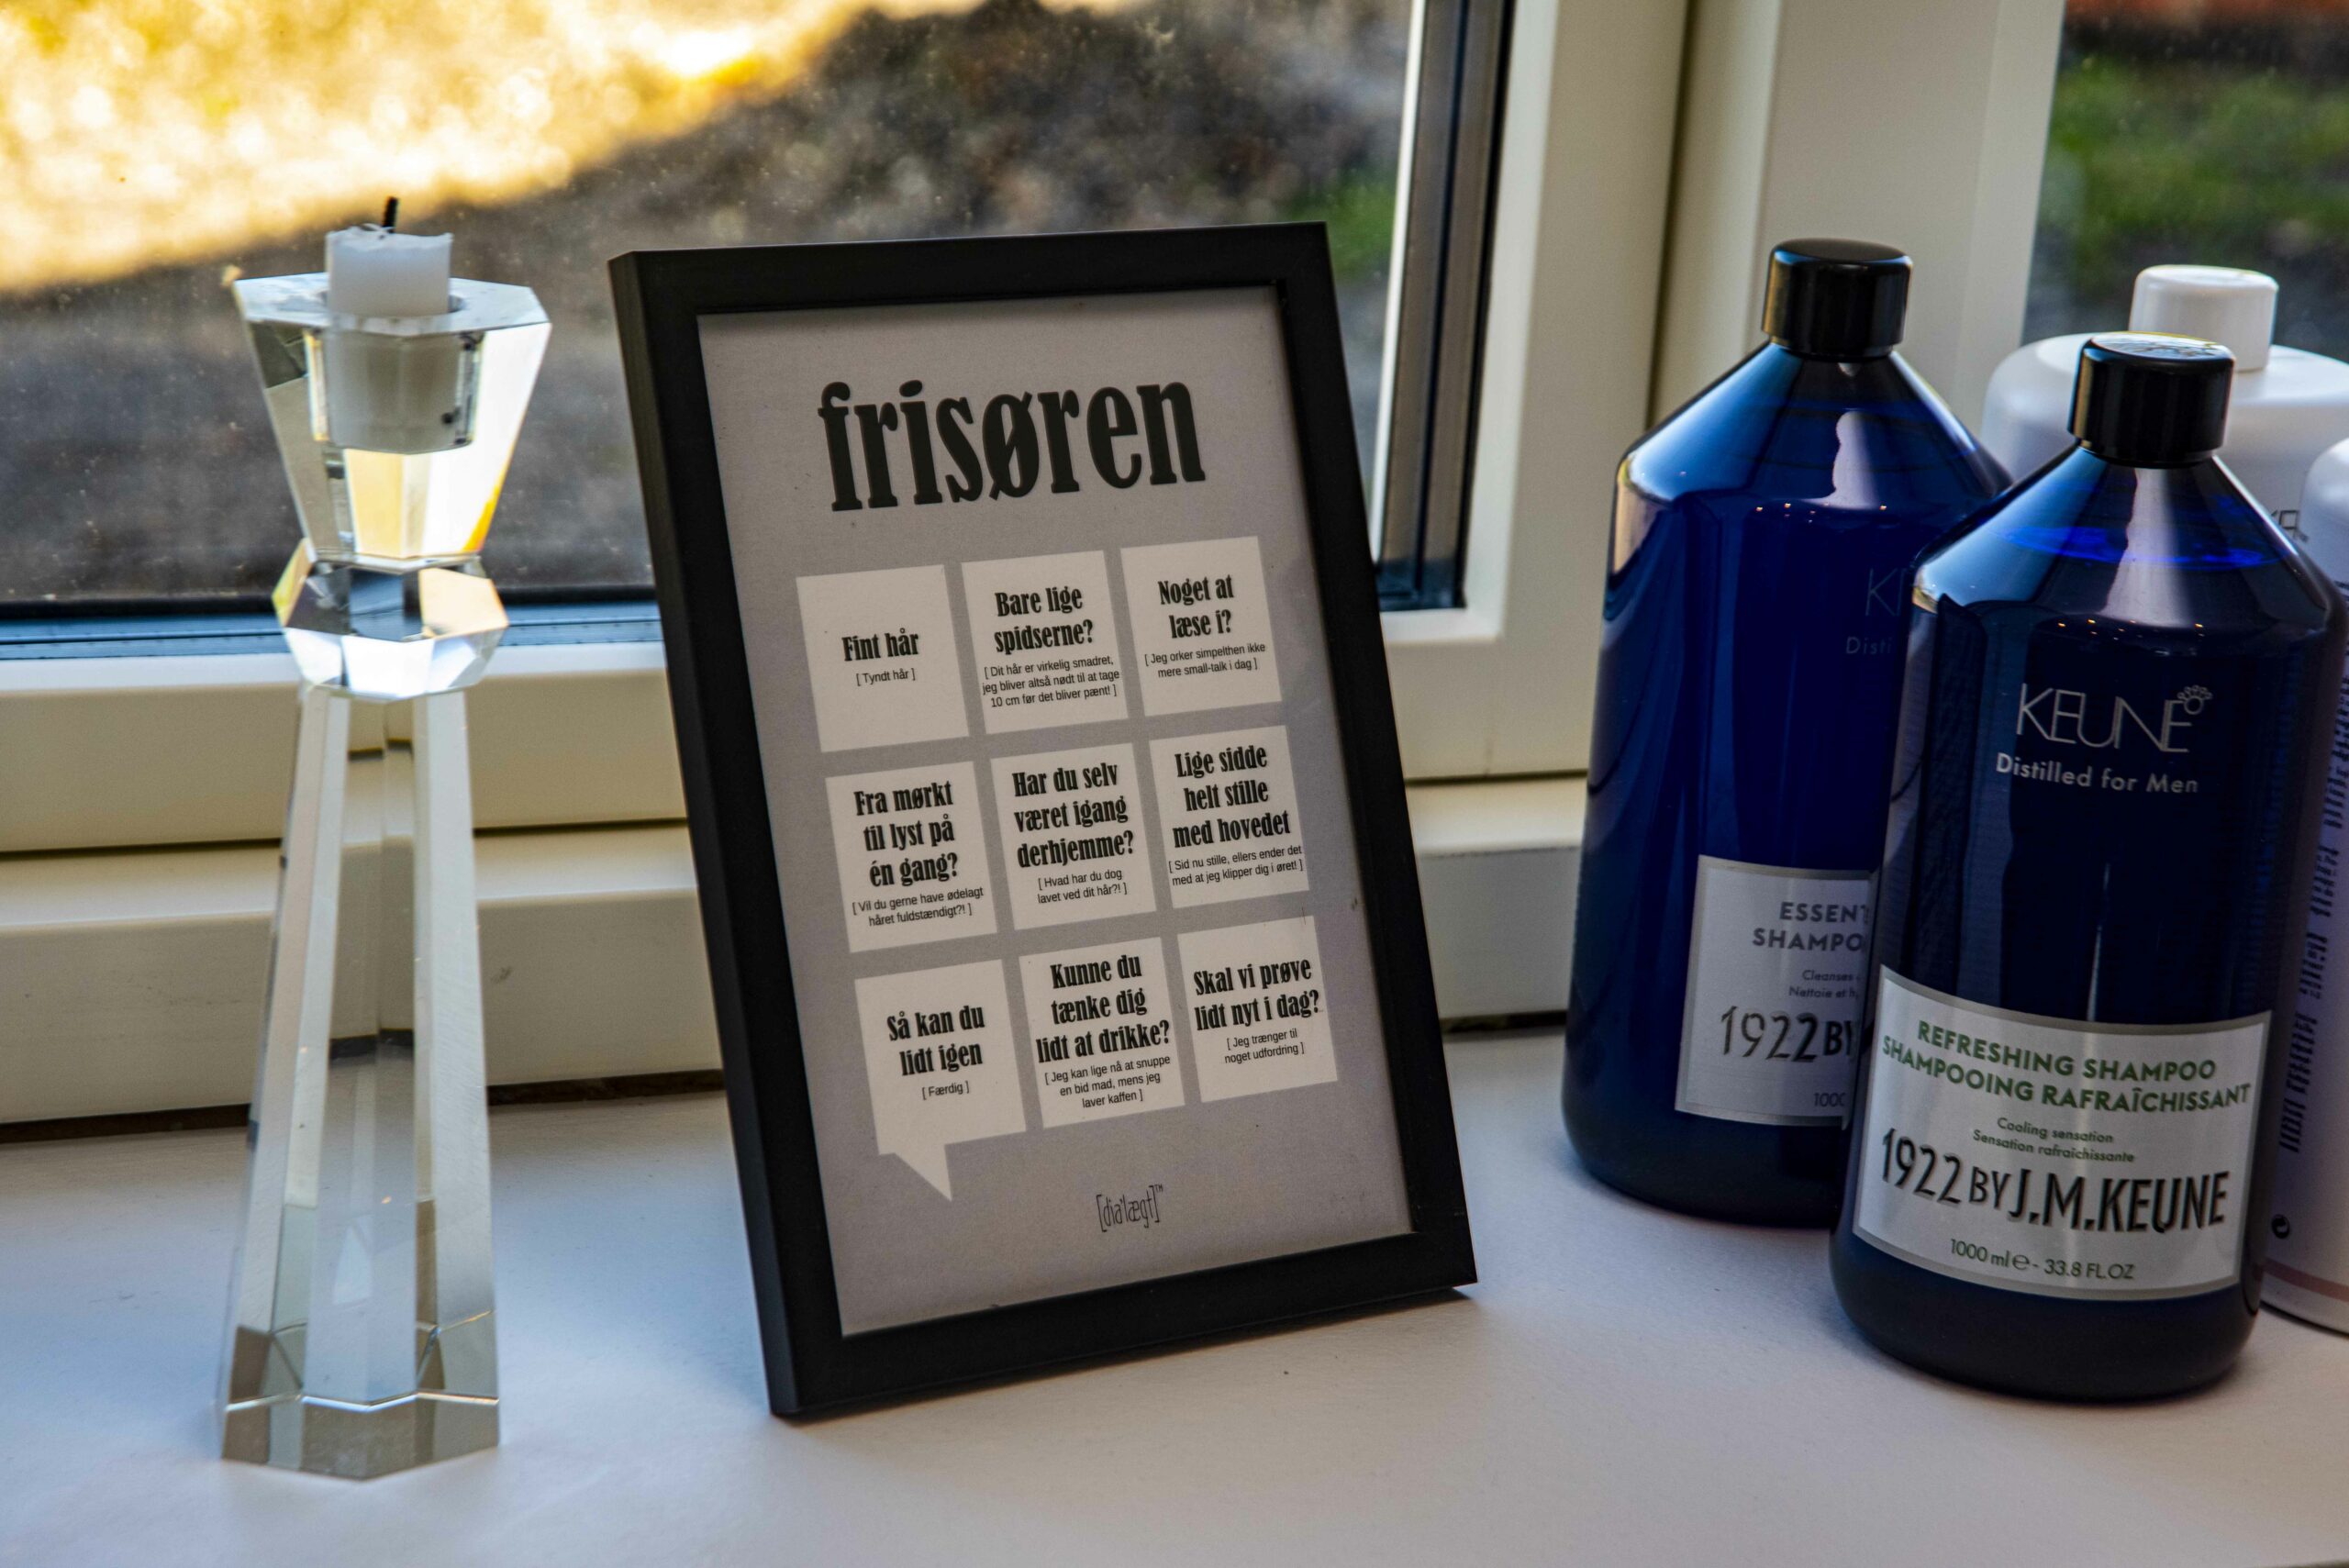 frisøren
Fint hår
[ Tyndt hår ]
Bare lige
spidserne?
[ Dit hår er virkelig smadret,
jeg bliver altså nødt til at tage
10 cm før det bliver pænt! ]
Noget at
læse i?
[ Jeg orker simpelthen ikke
mere small-talk i dag ]
Fra mørkt
til lyst på
én gang?
[ Vil du gerne have ødelagt
håret fuldstændigt?! ]
Har du selv
været igang
derhjemme?
[ Hvad har du dog
lavet ved dit hår?! ]
Lige sidde
helt stille
med hovedet
[ Sid nu stille, ellers ender det
med at jeg klipper dig i øret! ]
Så kan du
lidt igen
[ Færdig ]
Kunne du
tænke dig
lidt at drikke?
[ Jeg kan lige nå at snuppe
en bid mad, mens jeg
laver kaffen ]
Skal vi prøve
lidt nyt i dag?
[ Jeg trænger til
noget udfordring ]
[dia'lægt]™
SHAMPO
Cleanses
Nettoie et
1922 BY
KEUNE
Distilled for Men
REFRESHING SHAMPOO
SHAMPOOING RAFRAÎCHISSANT
Cooling sensation
Sensation rafraîchissante
1922 BY J.M.KEUNE
1000 ml e - 33.8 FL.OZ